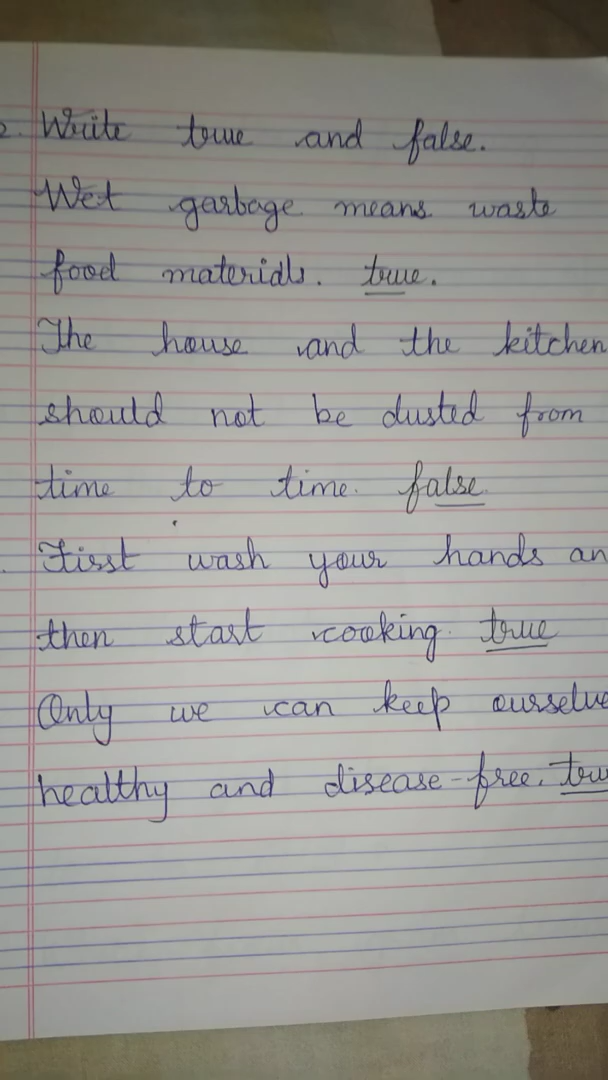 2. Write true and false.
Wet garbage means waste
food materials. true.
The house and the kitchen
should not be dusted from
time to time. false.
First wash your hands an
then start cooking. true
Only we can keep ourselve
healthy and disease-free. tru